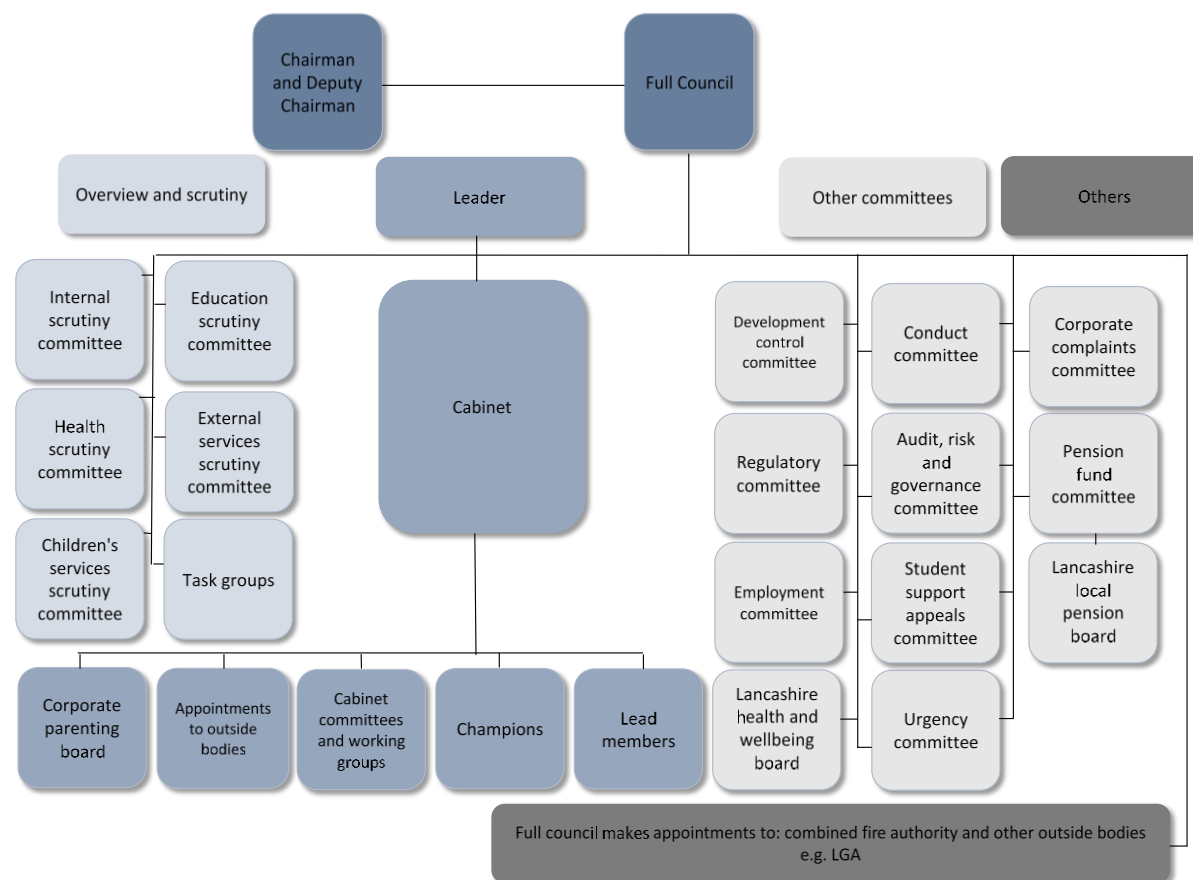 Chairman
and Deputy
Chairman
Full Council
Overview and scrutiny
Leader
Other committees
Others
Internal
scrutiny
committee
Education
scrutiny
committee
Health
scrutiny
committee
External
services
scrutiny
committee
Children's
services
scrutiny
committee
Task groups
Cabinet
Development
control
committee
Conduct
committee
Corporate
complaints
committee
Regulatory
committee
Audit, risk
and
governance
committee
Pension
fund
committee
Employment
committee
Student
support
appeals
committee
Lancashire
local
pension
board
Corporate
parenting
board
Appointments
to outside
bodies
Cabinet
committees
and working
groups
Champions
Lead
members
Lancashire
health and
wellbeing
board
Urgency
committee
Full council makes appointments to: combined fire authority and other outside bodies
e.g. LGA